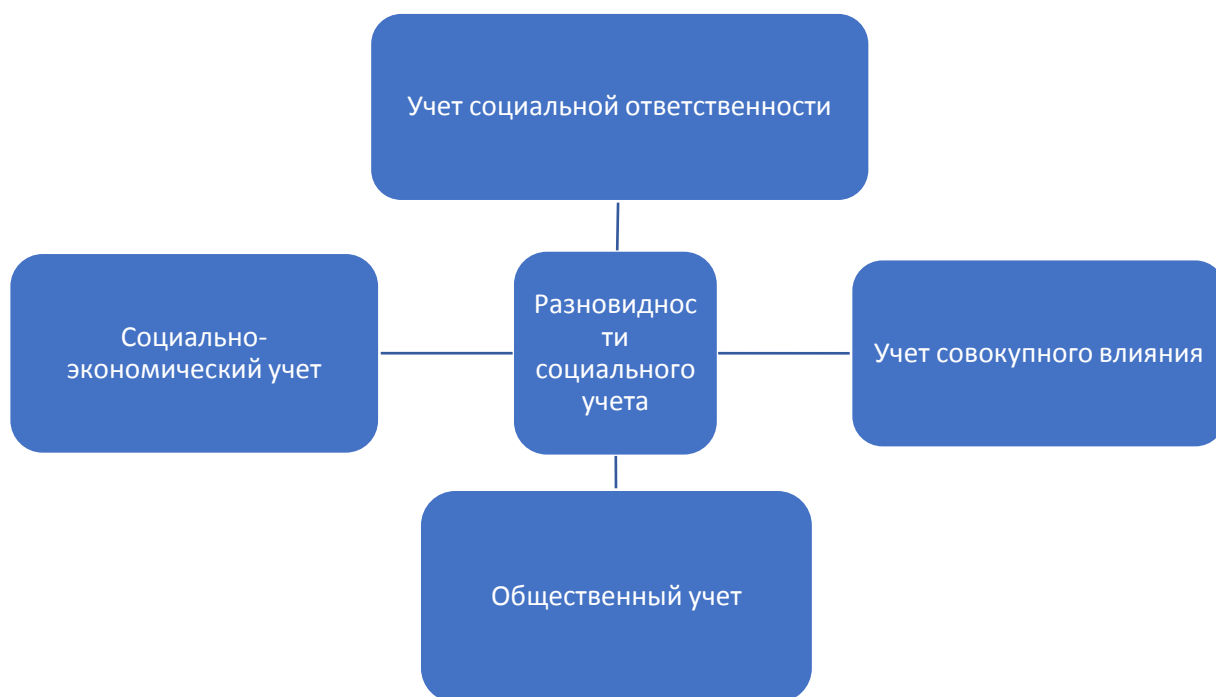 Учет социальной ответственности
Социально-
экономический учет
Разновиднос
ти
социального
учета
Учет совокупного влияния
Общественный учет